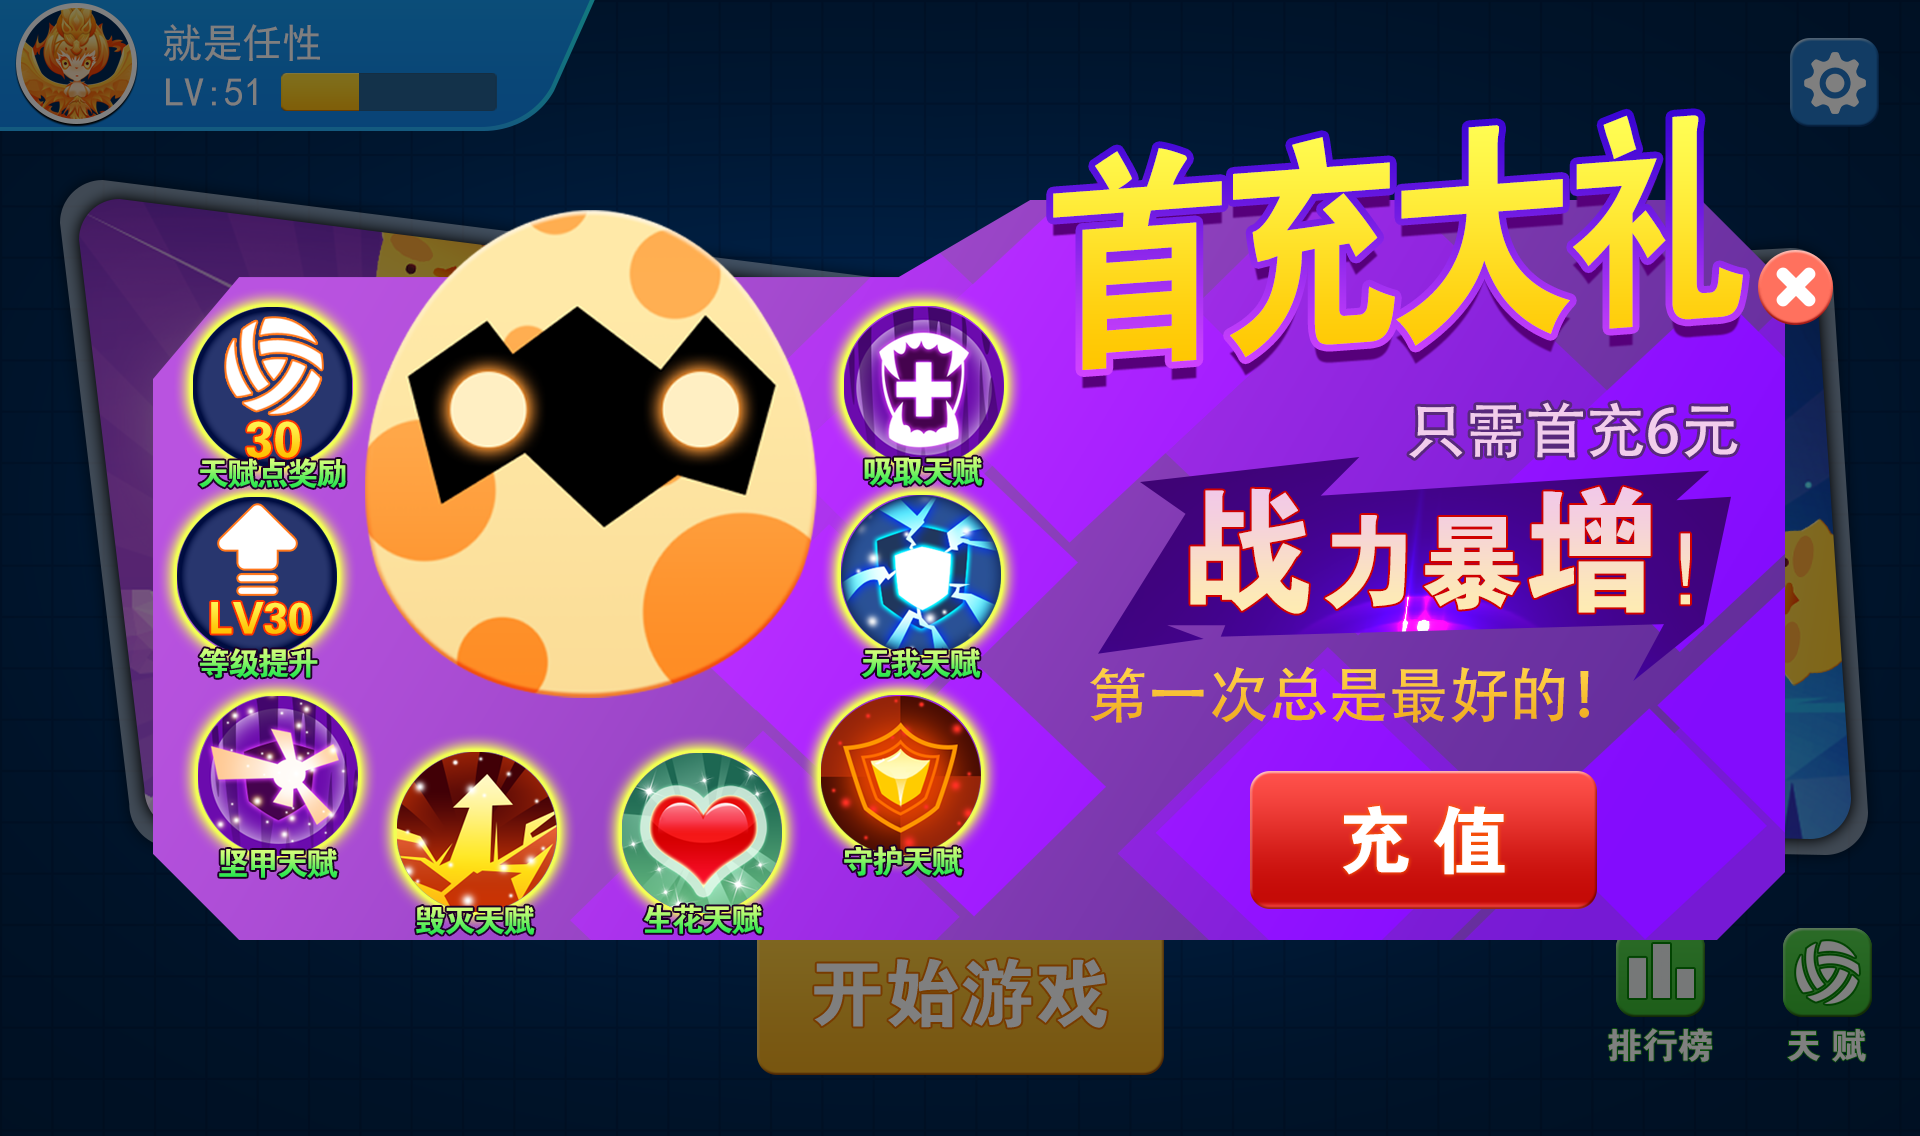 就是任性
LV:51
首充大礼
30
天赋点奖励
吸取天赋
只需首充6元
战力暴增!
LV30
等级提升
无我天赋
第一次总是最好的!
坚甲天赋
守护天赋
充值
毁灭天赋
生花天赋
开始游戏
排行榜
天赋